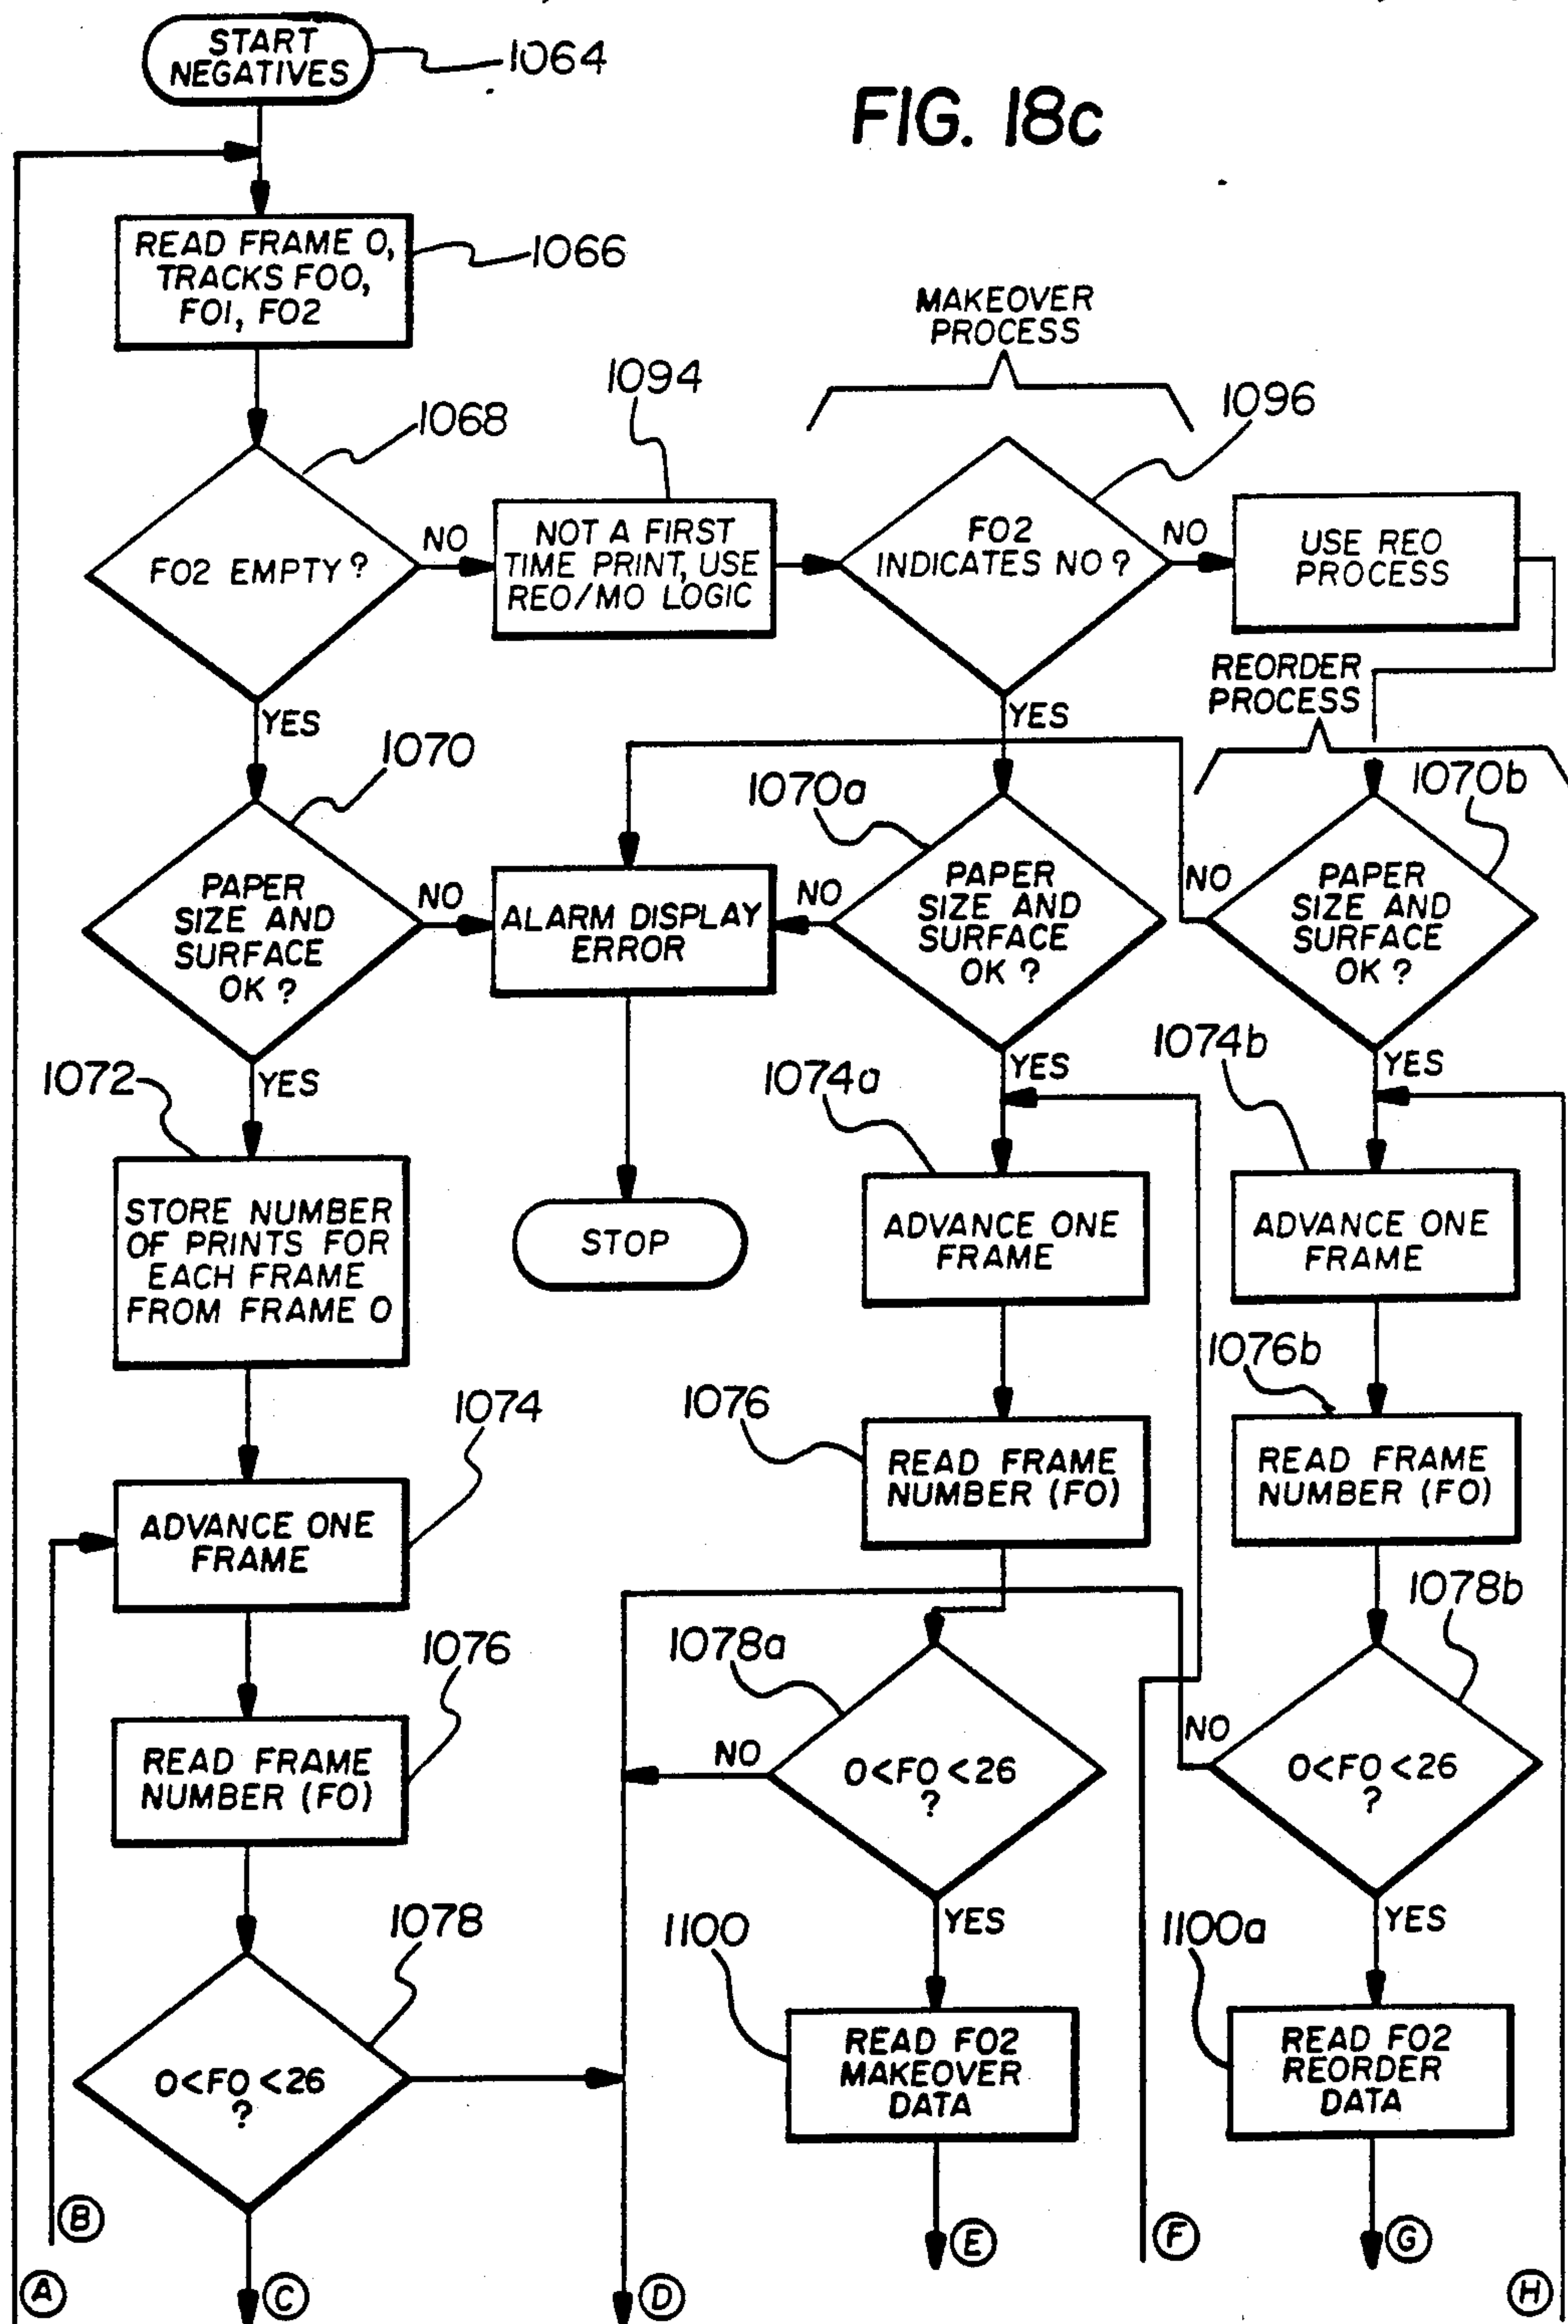 START
NEGATIVES
1064
FIG. 18c
READ FRAME 0,
TRACKS F00,
F01, F02
1066
MAKEOVER
PROCESS
1068
1094
1096
F02 EMPTY?
NO
NOT A FIRST
TIME PRINT, USE
REO/MO LOGIC
F02
INDICATES NO?
NO
USE REO
PROCESS
YES
YES
REORDER
PROCESS
1070
1070a
1070b
PAPER
SIZE AND
SURFACE
OK?
NO
ALARM DISPLAY
ERROR
NO
PAPER
SIZE AND
SURFACE
OK?
NO
PAPER
SIZE AND
SURFACE
OK?
1072
YES
YES
YES
1074a
1074b
STORE NUMBER
OF PRINTS FOR
EACH FRAME
FROM FRAME 0
STOP
ADVANCE ONE
FRAME
ADVANCE ONE
FRAME
1074
1076
1076b
ADVANCE ONE
FRAME
READ FRAME
NUMBER (FO)
READ FRAME
NUMBER (FO)
1076
1078a
1078b
READ FRAME
NUMBER (FO)
NO
0<FO<26
?
NO
0<FO<26
?
1078
YES
YES
1100
1100a
0<FO<26
?
READ F02
MAKEOVER
DATA
READ F02
REORDER
DATA
B
E
F
G
A
C
D
H